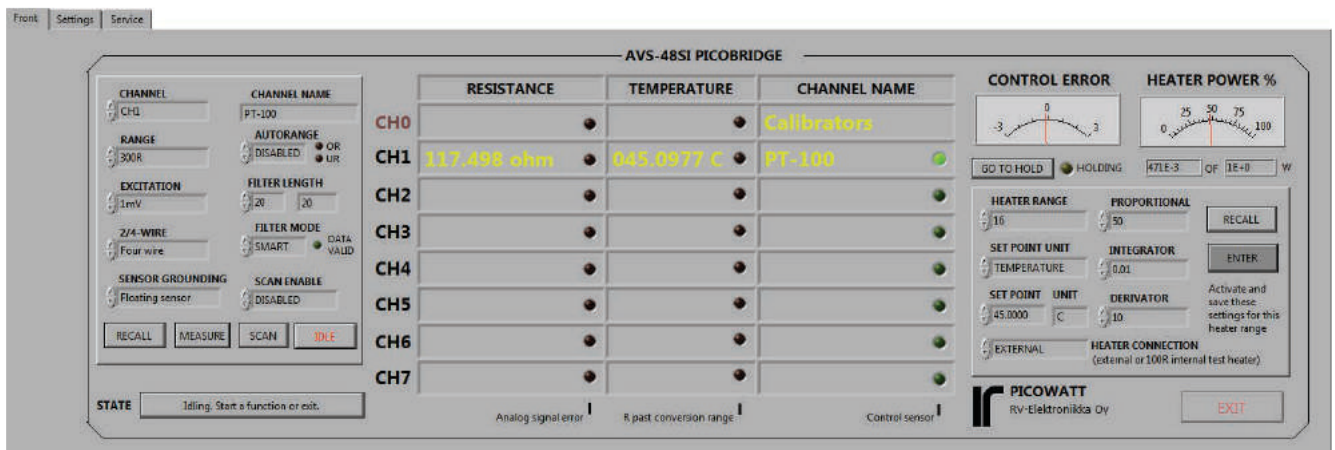 Front Settings Service
AVS-48SI PICOBRIDGE
CHANNEL CHANNEL NAME
CH1 PT-100
RANGE AUTORANGE
300R DISABLED OR
UR
EXCITATION FILTER LENGTH
1mV 20 20
2/4-WIRE FILTER MODE
Four wire SMART DATA VALID
SENSOR GROUNDING SCAN ENABLE
Floating sensor DISABLED
RECALL MEASURE SCAN IDLE
STATE Idling. Start a function or exit.
RESISTANCE TEMPERATURE CHANNEL NAME
CH0 Calibrators
CH1 117.498 ohm 045.0977 C PT-100
CH2
CH3
CH4
CH5
CH6
CH7
Analog signal error R past conversion range Control sensor
CONTROL ERROR HEATER POWER %
-3 0 3 0 25 50 75 100
GO TO HOLD HOLDING 471E-3 OF 1E+0 W
HEATER RANGE PROPORTIONAL
16 50 RECALL
SET POINT UNIT INTEGRATOR
TEMPERATURE 0.01 ENTER
SET POINT UNIT DERIVATOR
45.0000 C 10
Activate and
save these
settings for this
heater range
EXTERNAL HEATER CONNECTION
(external or 100R internal test heater)
PICOWATT
RV-Elektroniikka Oy
EXIT